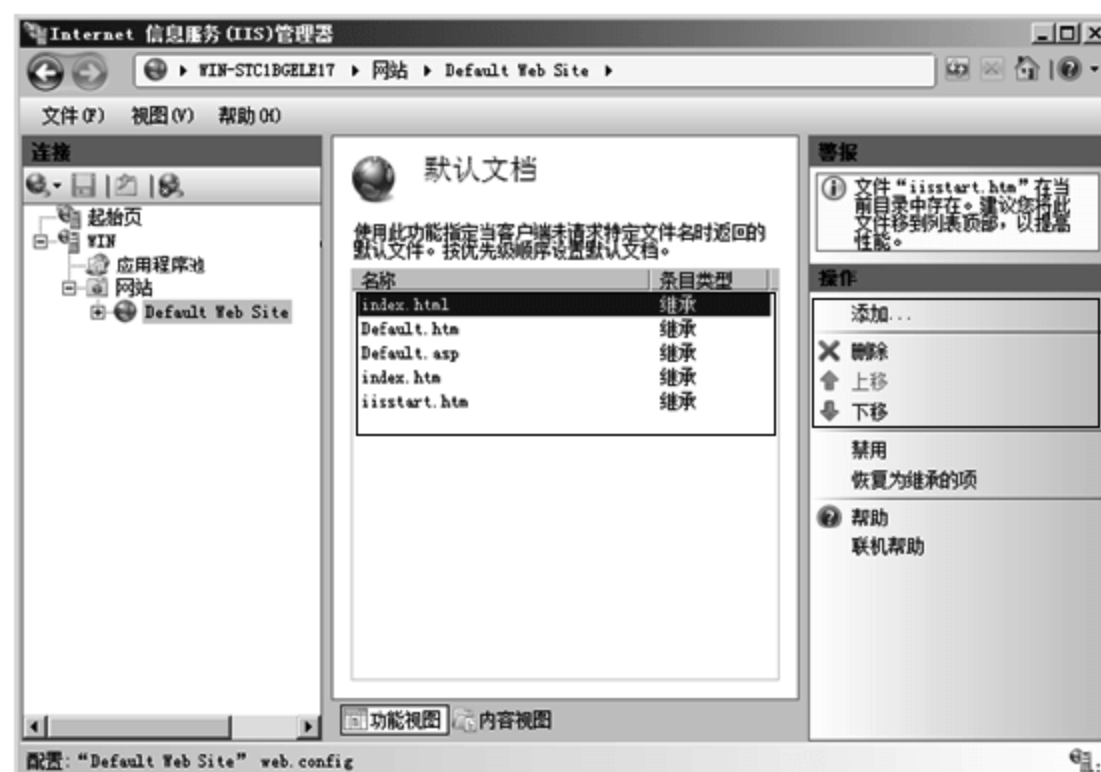 Internet 信息服务(IIS)管理器
WIN-STC1BGELE17 网站 Default Web Site
文件(F) 视图(V) 帮助(H)
连接
起始页
WIN
应用程序池
网站
Default Web Site
默认文档
使用此功能指定当客户端未请求特定文件名时返回的
默认文件。按优先级顺序设置默认文档。
名称 条目类型
index.html 继承
Default.htm 继承
Default.asp 继承
index.htm 继承
iisstart.htm 继承
功能视图 内容视图
警报
文件“iisstart.htm”在当
前目录中存在。建议您将此
文件移到列表顶部，以提高
性能。
操作
添加...
删除
上移
下移
禁用
恢复为继承的项
帮助
联机帮助
配置:“Default Web Site” web.config